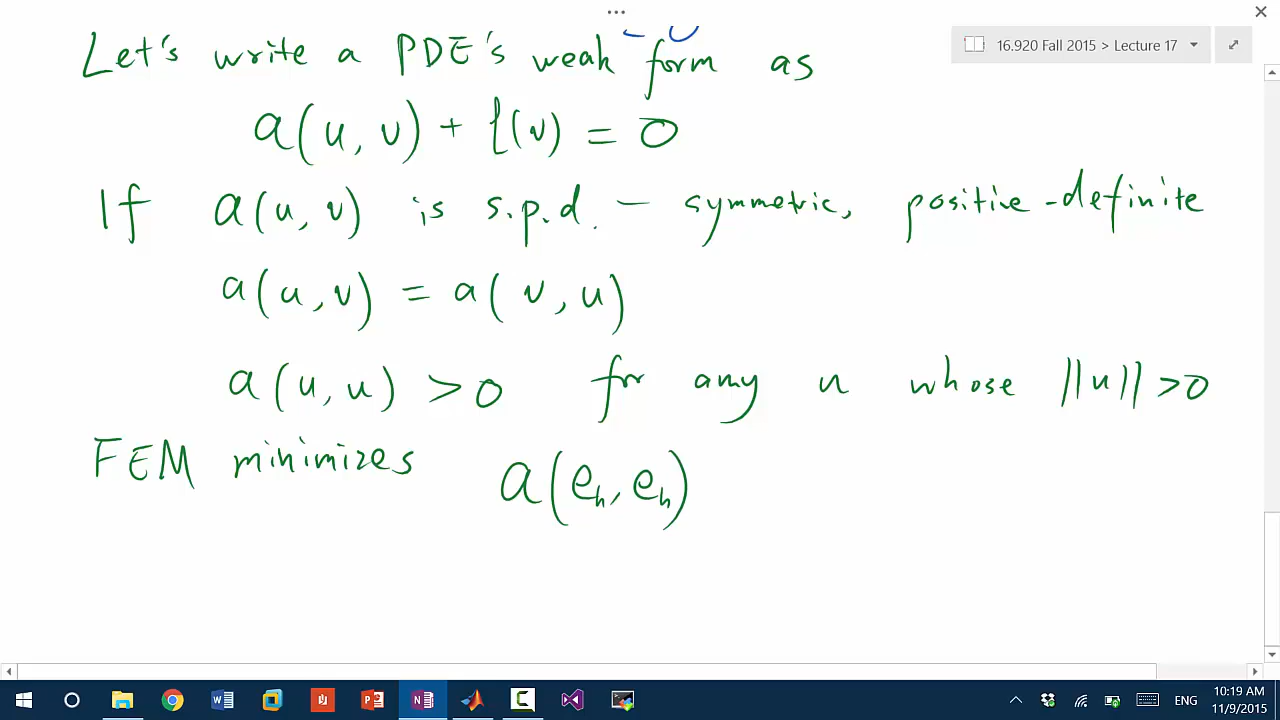 ...
16.920 Fall 2015 > Lecture 17
Let's write a PDE's weak form as
a(u, v) + l(v) = 0
If a(u, v) is s.p.d. – symmetric, positive-definite
a(u, v) = a(v, u)
a(u, u) > 0 for any u whose ||u|| > 0
FEM minimizes a(e_h, e_h)
ENG
10:19 AM
11/9/2015